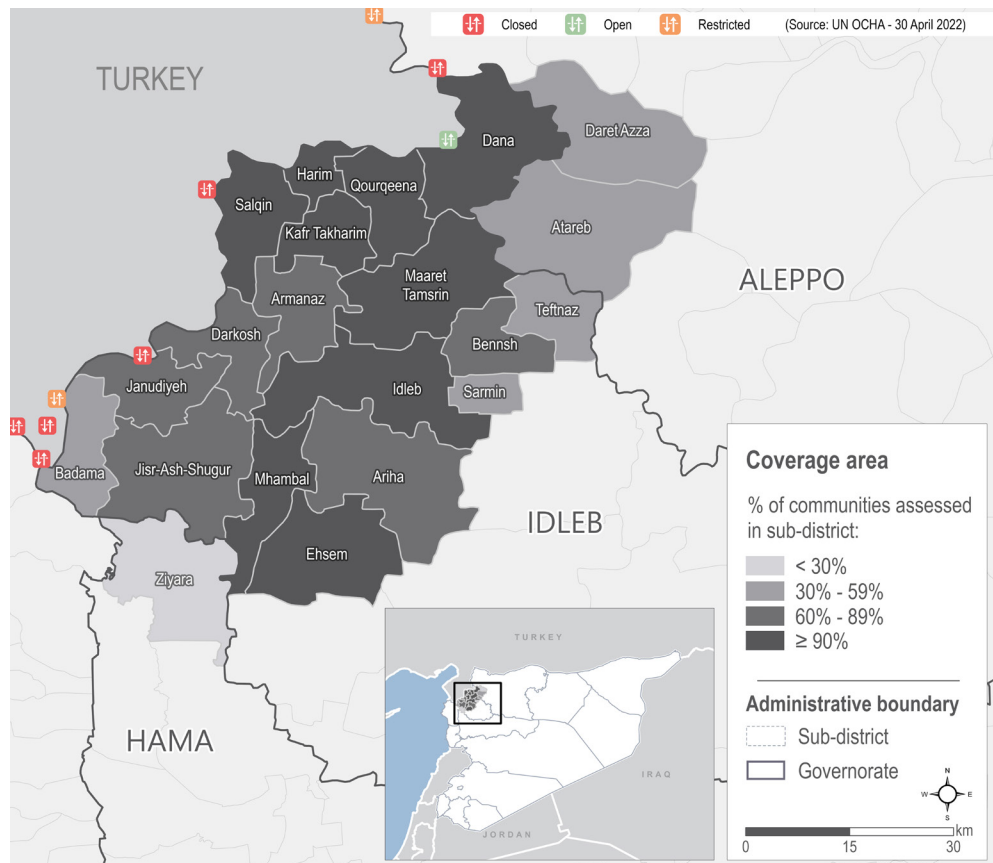 Closed
Open
Restricted
(Source: UN OCHA - 30 April 2022)
TURKEY
Dana
Daret Azza
Harim
Qourqeena
Salqin
Kafr Takharim
Atareb
Maaret
Tamsrin
ALEPPO
Armanaz
Teftnaz
Darkosh
Bennsh
Janudiyeh
Idleb
Sarmin
Badama
Jisr-Ash-Shugur
Mhambal
Ariha
IDLEB
Ehsem
Ziyara
HAMA
Coverage area
% of communities assessed
in sub-district:
< 30%
30% - 59%
60% - 89%
≥ 90%
Administrative boundary
Sub-district
Governorate
N
W
E
S
km
0
15
30
TURKEY
IRAQ
JORDAN